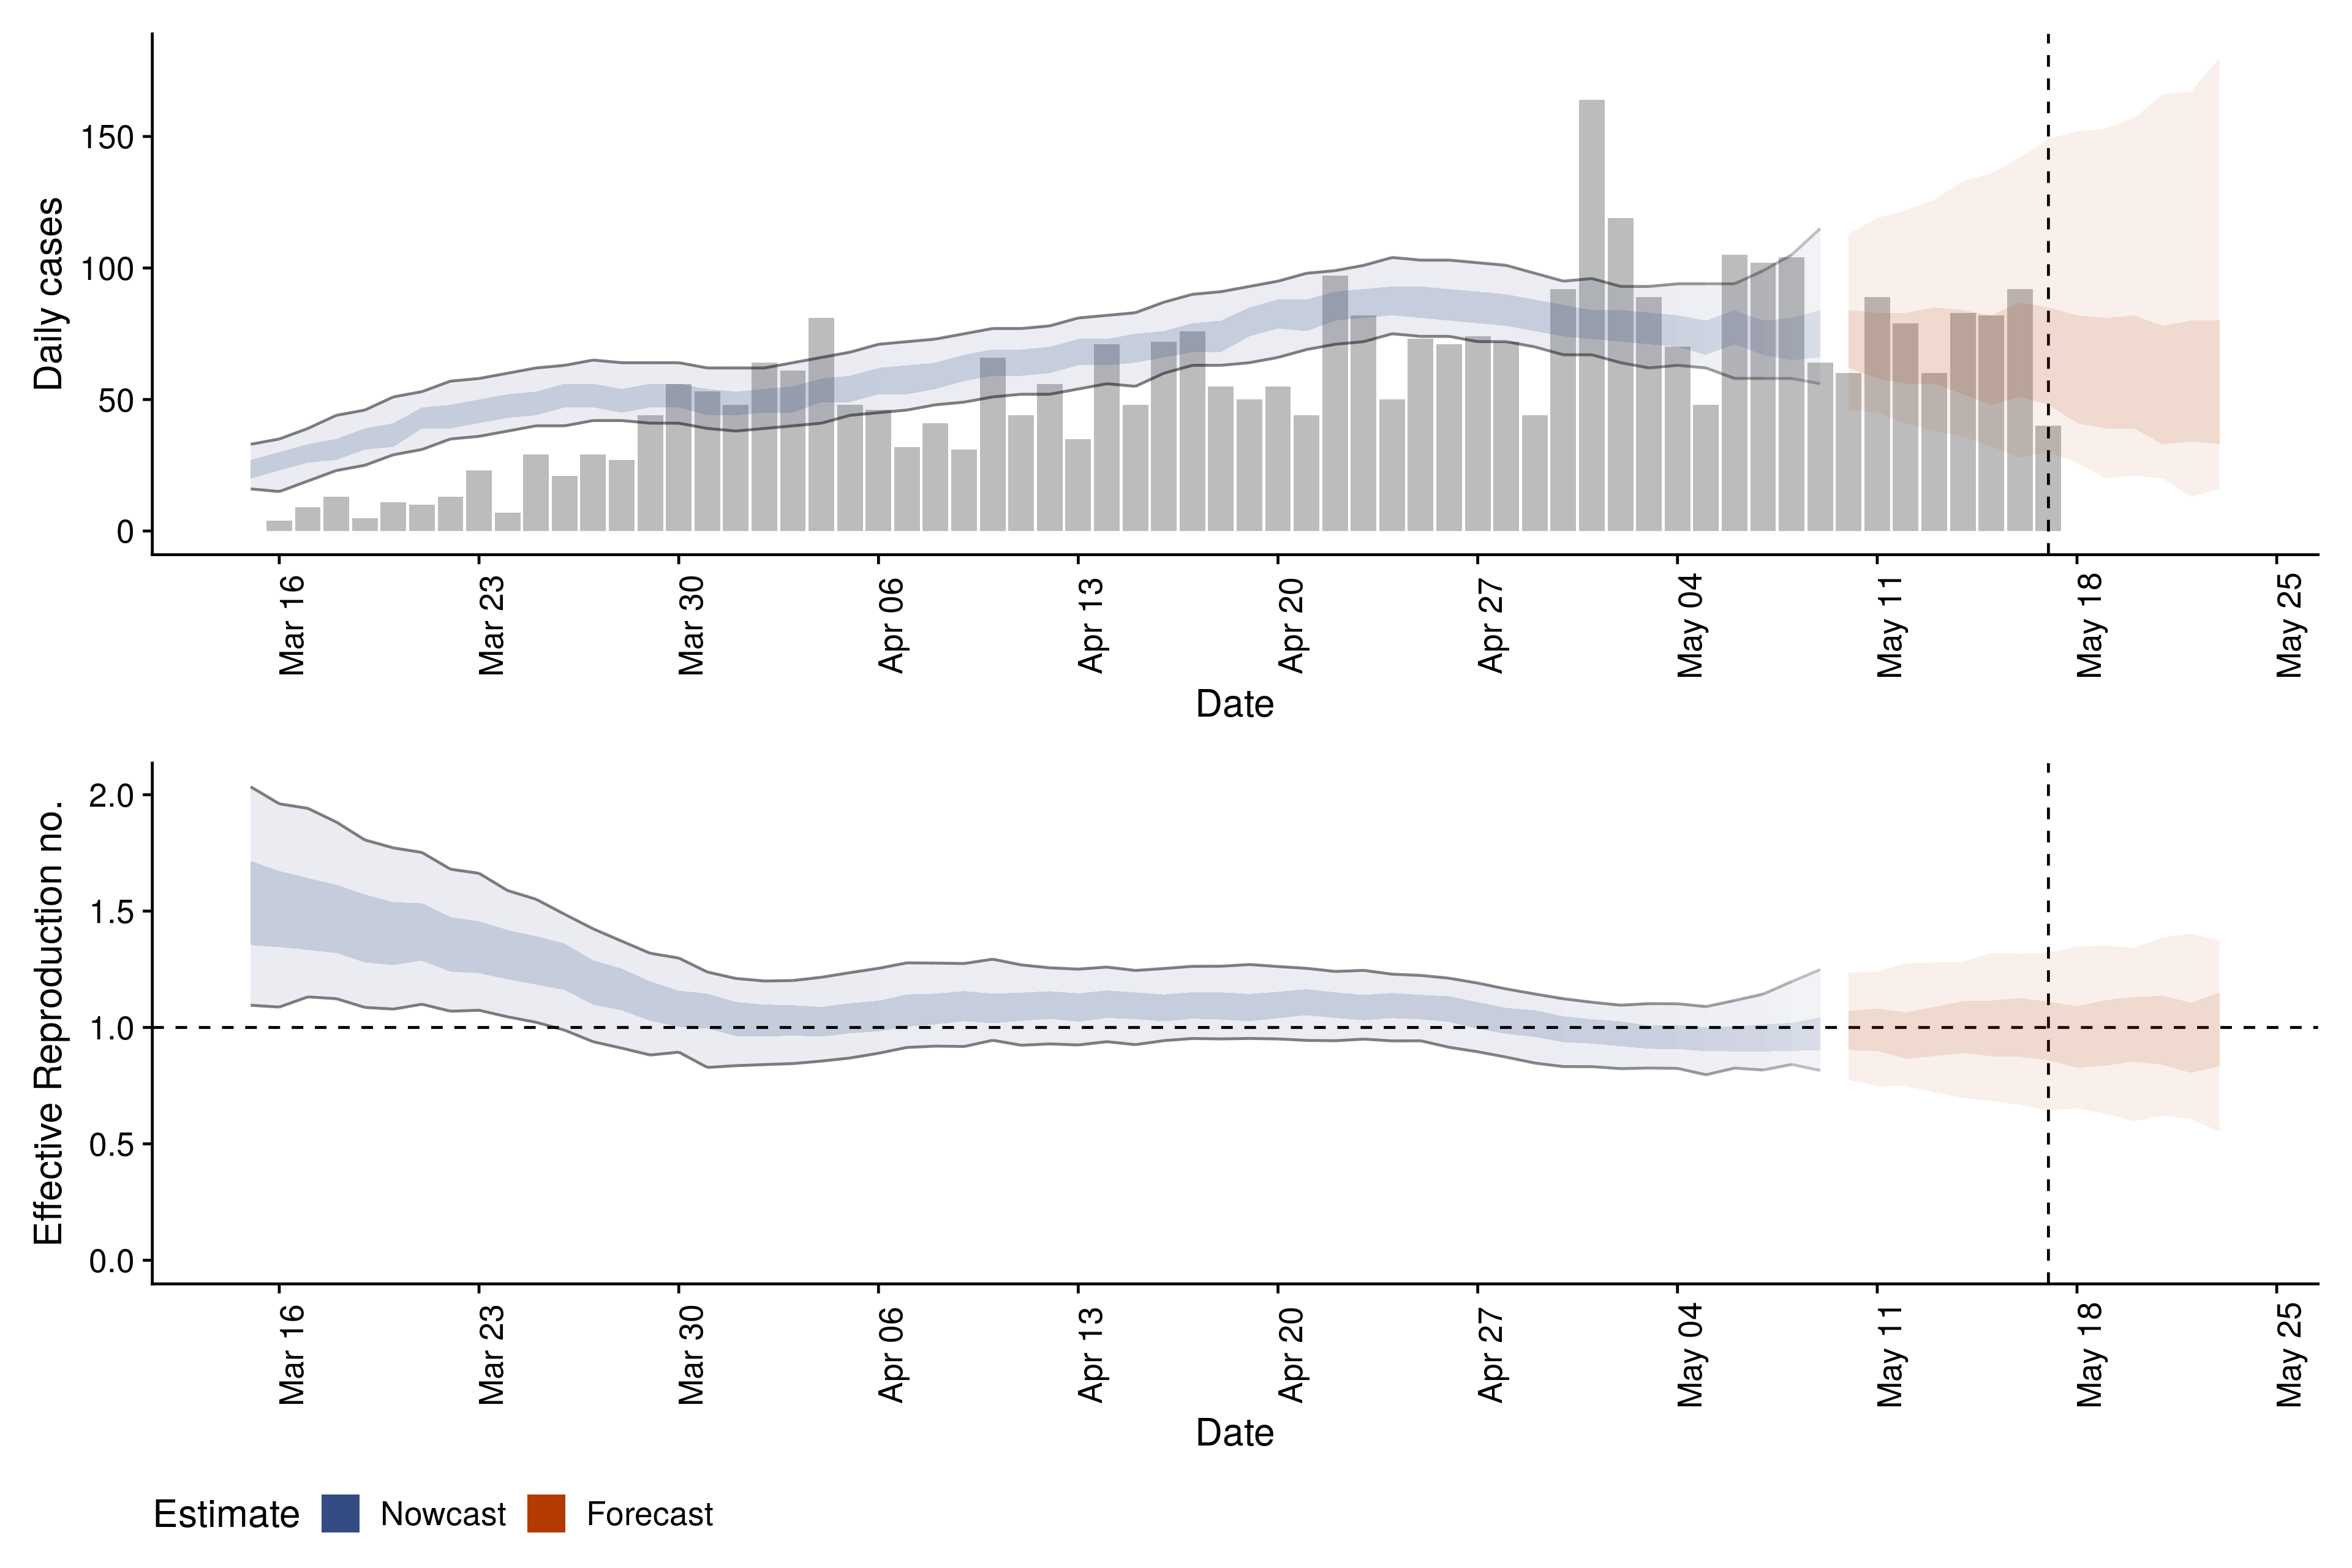 Daily cases
150
100
50
0
Mar 16
Mar 23
Mar 30
Apr 06
Apr 13
Apr 20
Apr 27
May 04
May 11
May 18
May 25
Date
Effective Reproduction no.
2.0
1.5
1.0
0.5
0.0
Mar 16
Mar 23
Mar 30
Apr 06
Apr 13
Apr 20
Apr 27
May 04
May 11
May 18
May 25
Date
Estimate Nowcast Forecast